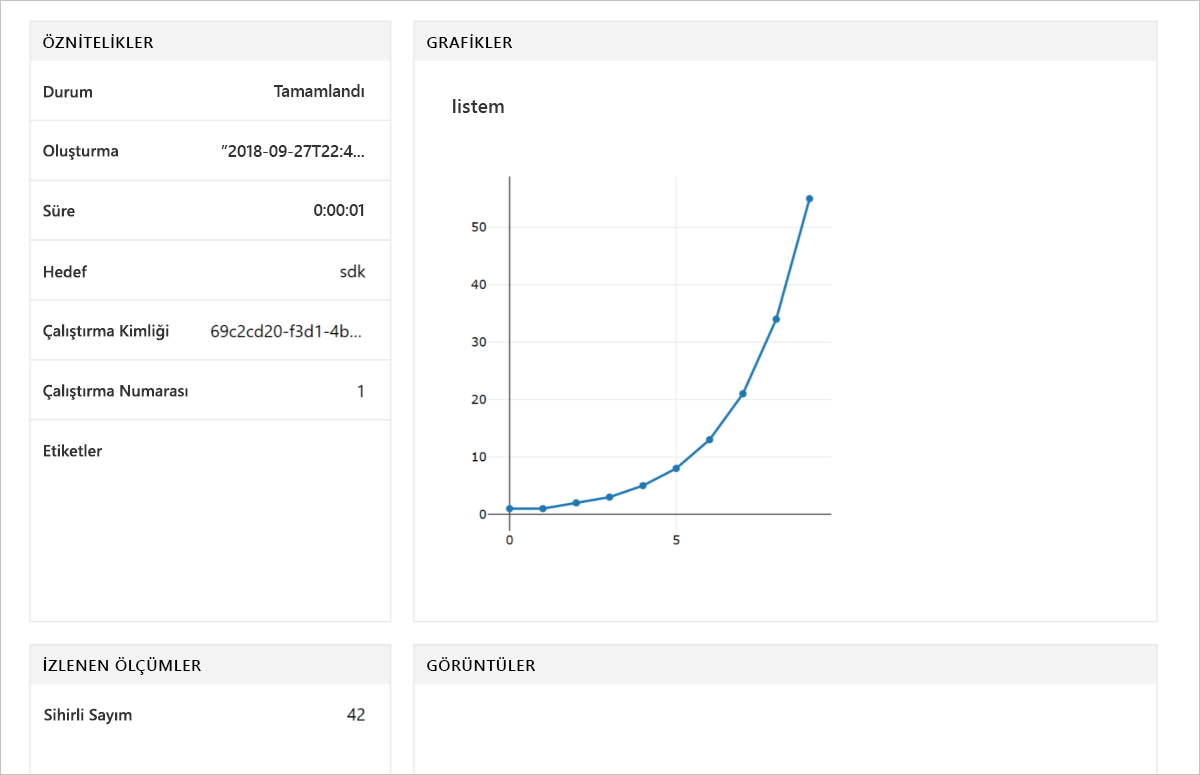 ÖZNİTELİKLER
Durum Tamamlandı
Oluşturma "2018-09-27T22:4...
Süre 0:00:01
Hedef sdk
Çalıştırma Kimliği 69c2cd20-f3d1-4b...
Çalıştırma Numarası 1
Etiketler
GRAFİKLER
listem
50
40
30
20
10
0
0 5
İZLENEN ÖLÇÜMLER
Sihirli Sayım 42
GÖRÜNTÜLER